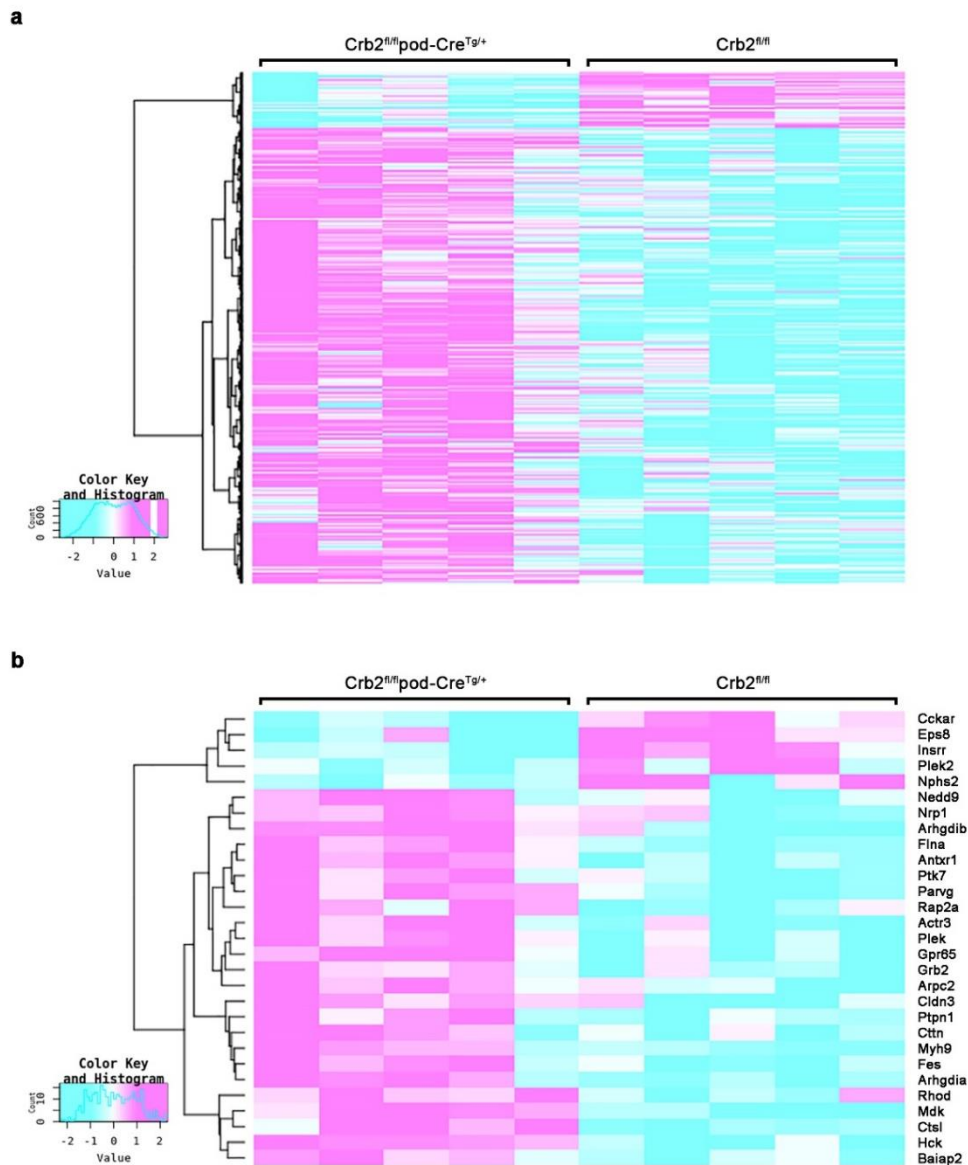 a
Crb2fl/flpod-CreTg/+ Crb2fl/fl
Color Key
and Histogram
Count
0 600
-2 -1 0 1 2
Value
b
Crb2fl/flpod-CreTg/+ Crb2fl/fl
Cckar
Eps8
Insrr
Plek2
Nphs2
Nedd9
Nrp1
Arhgdib
Flna
Antxr1
Ptk7
Parvg
Rap2a
Actr3
Plek
Gpr65
Grb2
Arpc2
Cldn3
Ptpn1
Cttn
Myh9
Fes
Arhgdia
Rhod
Mdk
Ctsl
Hck
Baiap2
Color Key
and Histogram
Count
0 10
-2 -1 0 1 2
Value